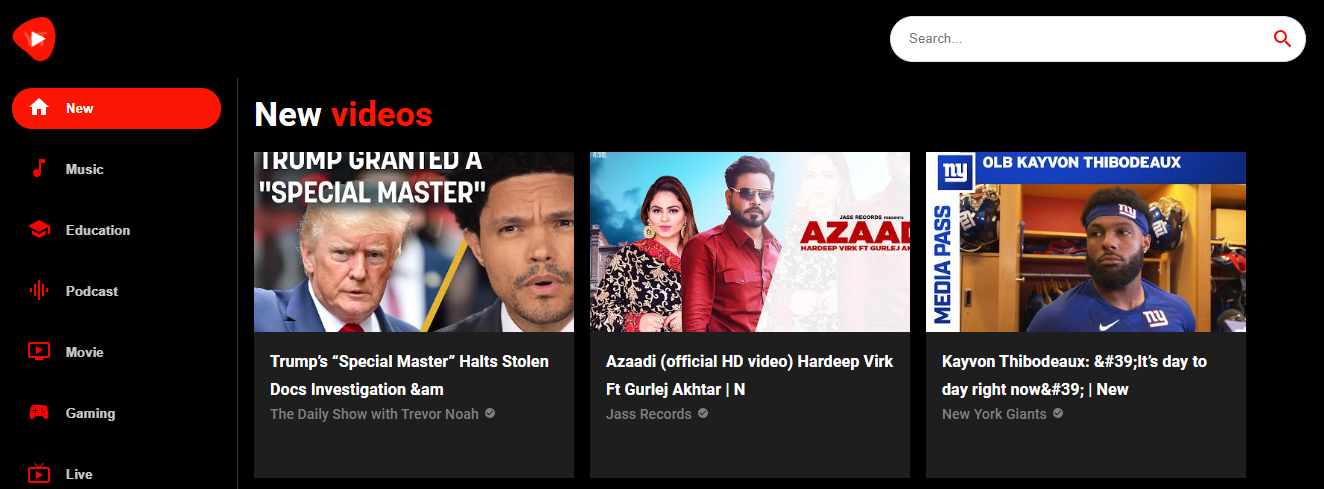 Search...
New
Music
Education
Podcast
Movie
Gaming
Live
New videos
TRUMP GRANTED A
"SPECIAL MASTER"
Trump’s “Special Master” Halts Stolen
Docs Investigation &am
The Daily Show with Trevor Noah
JASS RECORDS PRESENTS
AZAAD
HARDEEP VIRK FT GURLEJ AK
Azaadi (official HD video) Hardeep Virk
Ft Gurlej Akhtar | N
Jass Records
ny
OLB KAYVON THIBODEAUX
MEDIA PASS
ny
ny
Kayvon Thibodeaux: &#39;It’s day to
day right now&#39; | New
New York Giants